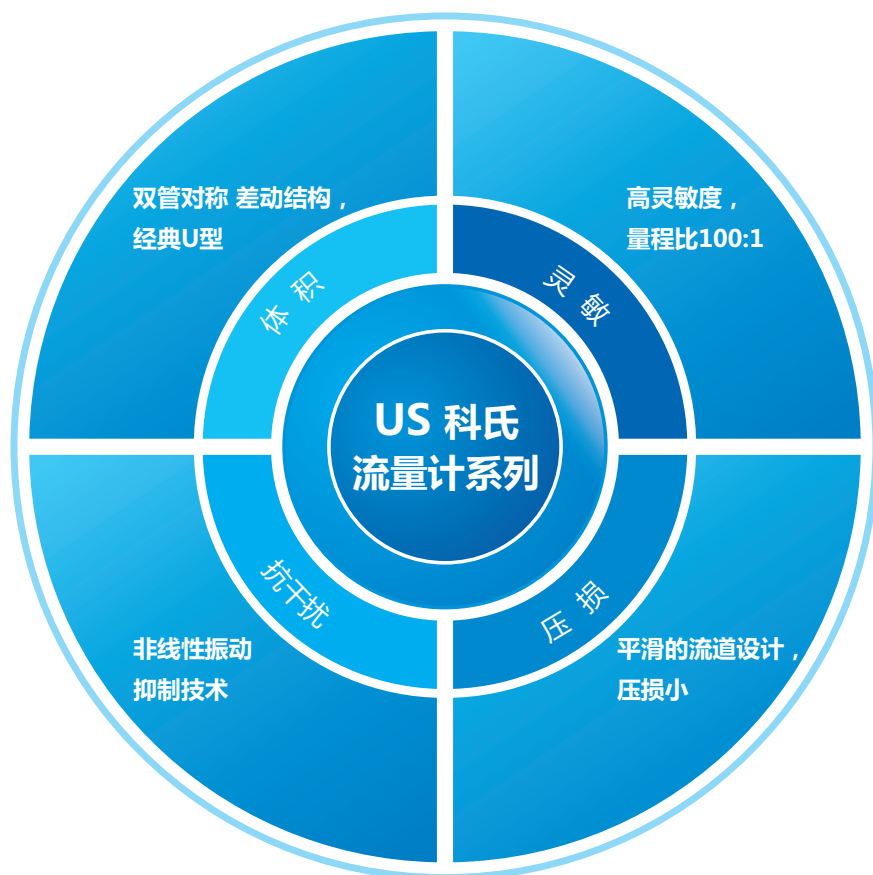 双管对称 差动结构，
经典U型
高灵敏度，
量程比100:1
体 积
灵 敏
US 科氏
流量计系列
抗干扰
压 损
非线性振动
抑制技术
平滑的流道设计，
压损小